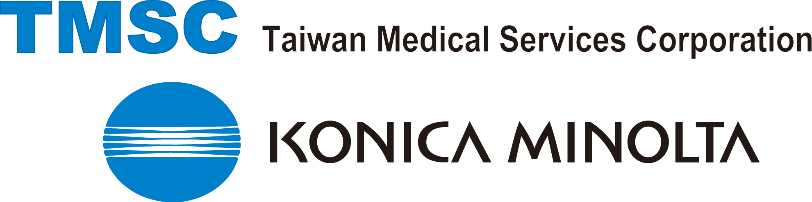 TMSC Taiwan Medical Services Corporation
KONICA MINOLTA